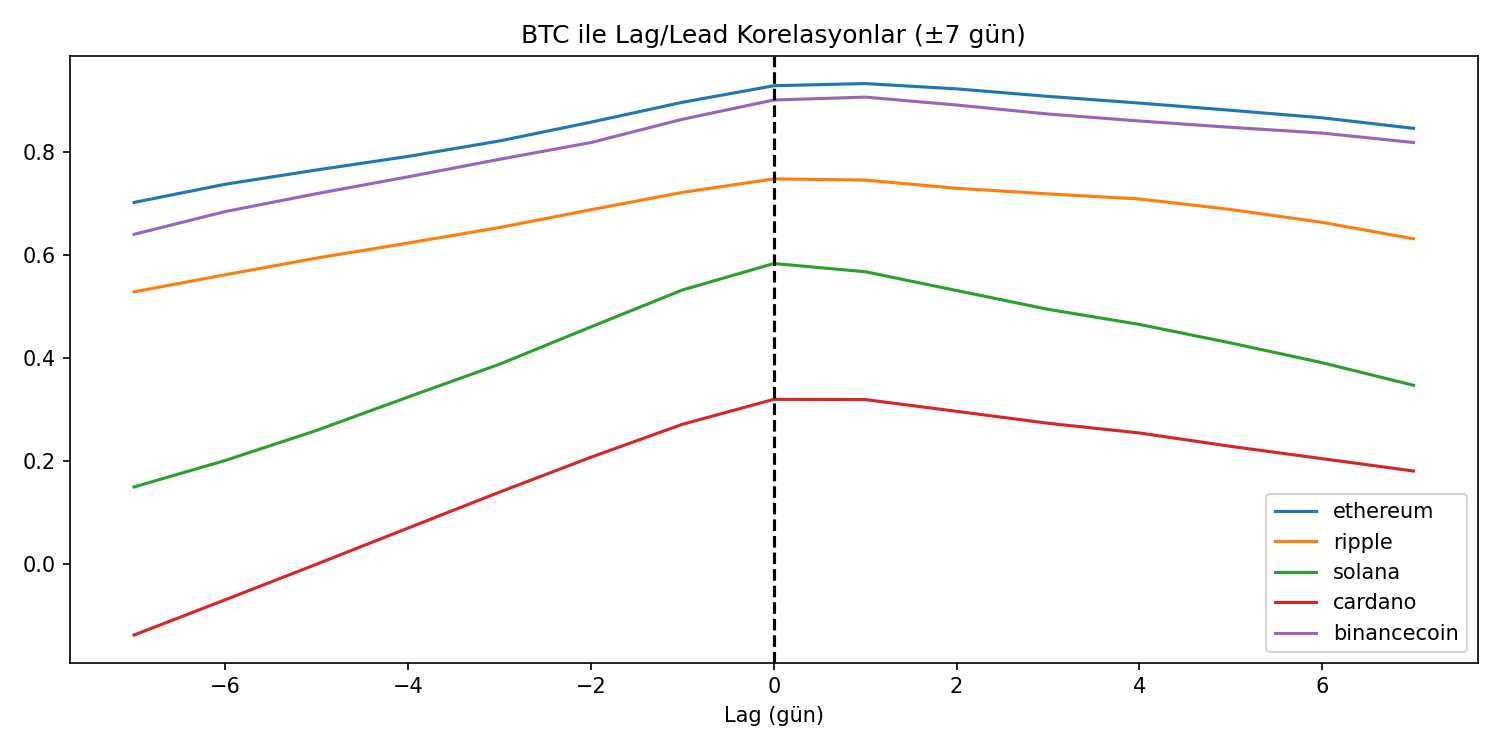 BTC ile Lag/Lead Korelasyonlar (±7 gün)
0.8
0.6
0.4
0.2
0.0
−6 −4 −2 0 2 4 6
Lag (gün)
ethereum
ripple
solana
cardano
binancecoin